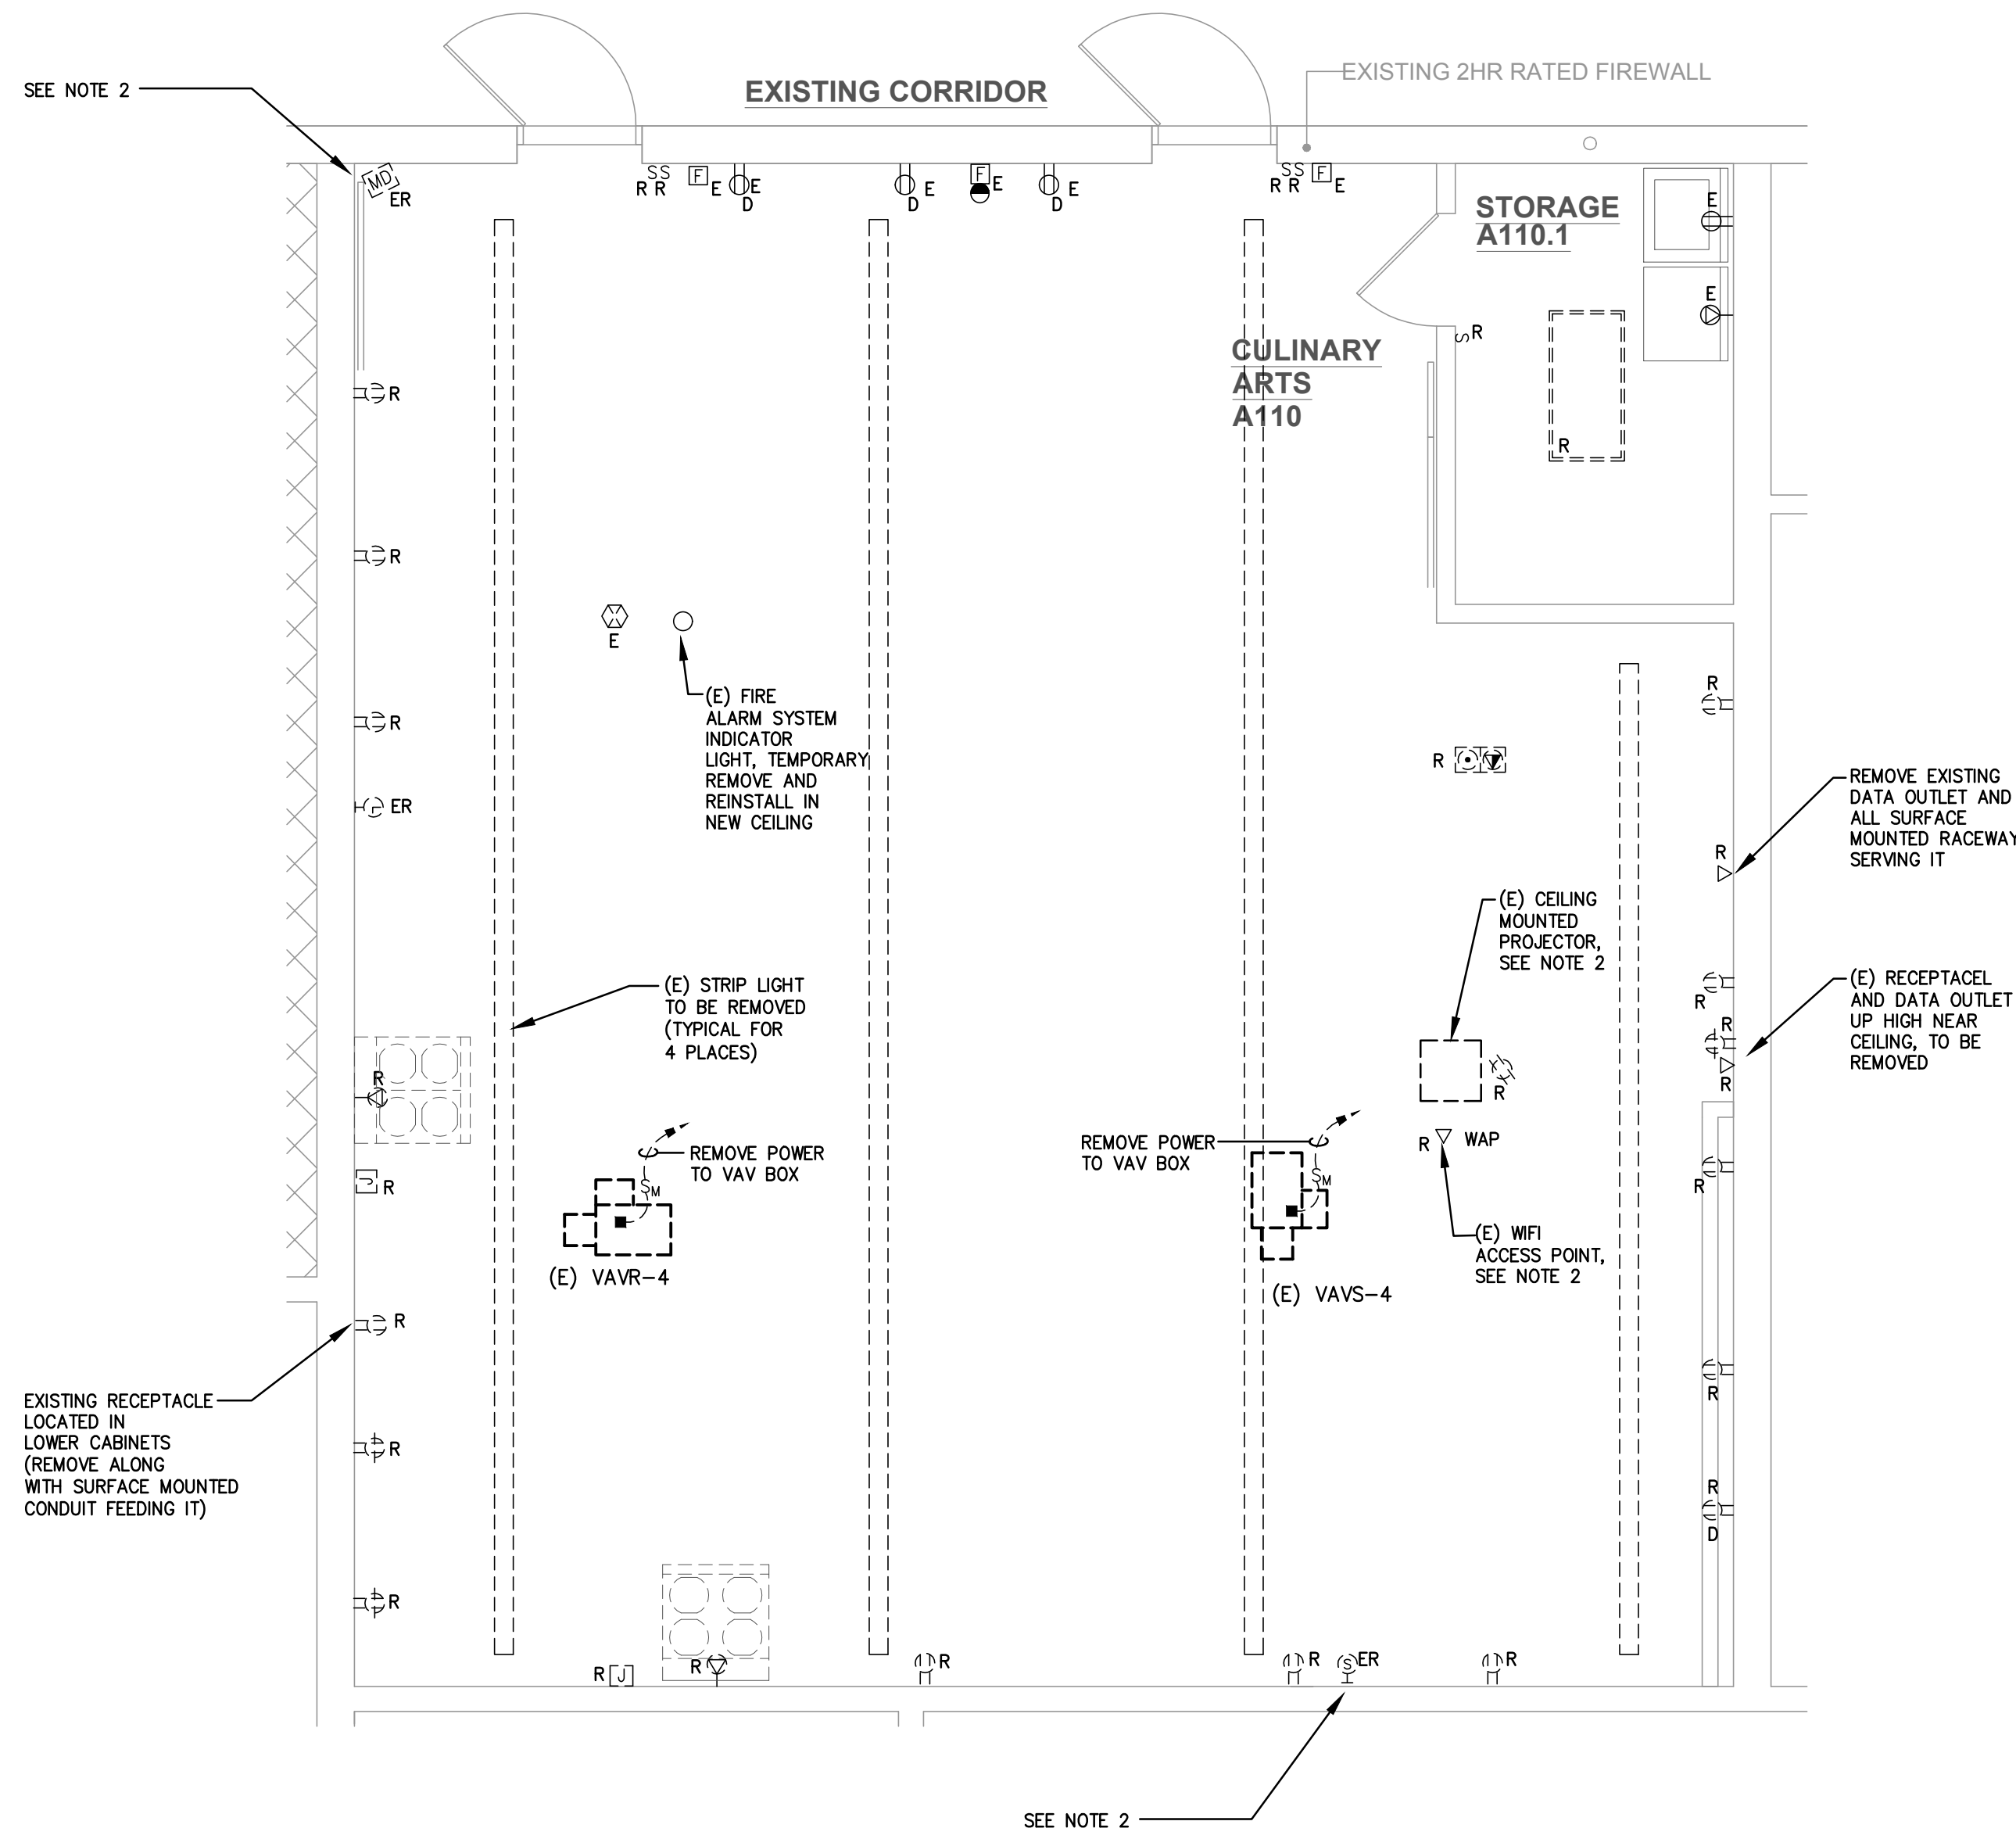 EXISTING 2HR RATED FIREWALL
SEE NOTE 2
EXISTING CORRIDOR
MD
ER
SS
R R
F
E
E
D
E
D
F
E
E
D
SS
R R
F
E
STORAGE
A110.1
E
E
S R
R
CULINARY
ARTS
A110
R
R
E
R
R
L ER
(E) FIRE
ALARM SYSTEM
INDICATOR
LIGHT, TEMPORARY
REMOVE AND
REINSTALL IN
NEW CEILING
R
REMOVE EXISTING
DATA OUTLET AND
ALL SURFACE
MOUNTED RACEWAY
SERVING IT
R
(E) CEILING
MOUNTED
PROJECTOR,
SEE NOTE 2
(E) STRIP LIGHT
TO BE REMOVED
(TYPICAL FOR
4 PLACES)
(E) RECEPTACEL
AND DATA OUTLET
UP HIGH NEAR
CEILING, TO BE
REMOVED
R
R
R
R
R
REMOVE POWER
TO VAV BOX
REMOVE POWER
TO VAV BOX
R WAP
J
R
SM
SM
R
(E) VAVR-4
(E) VAVS-4
(E) WIFI
ACCESS POINT,
SEE NOTE 2
R
EXISTING RECEPTACLE
LOCATED IN
LOWER CABINETS
(REMOVE ALONG
WITH SURFACE MOUNTED
CONDUIT FEEDING IT)
R
R
R
D
R
R J
R
R
R
S
ER
R
SEE NOTE 2